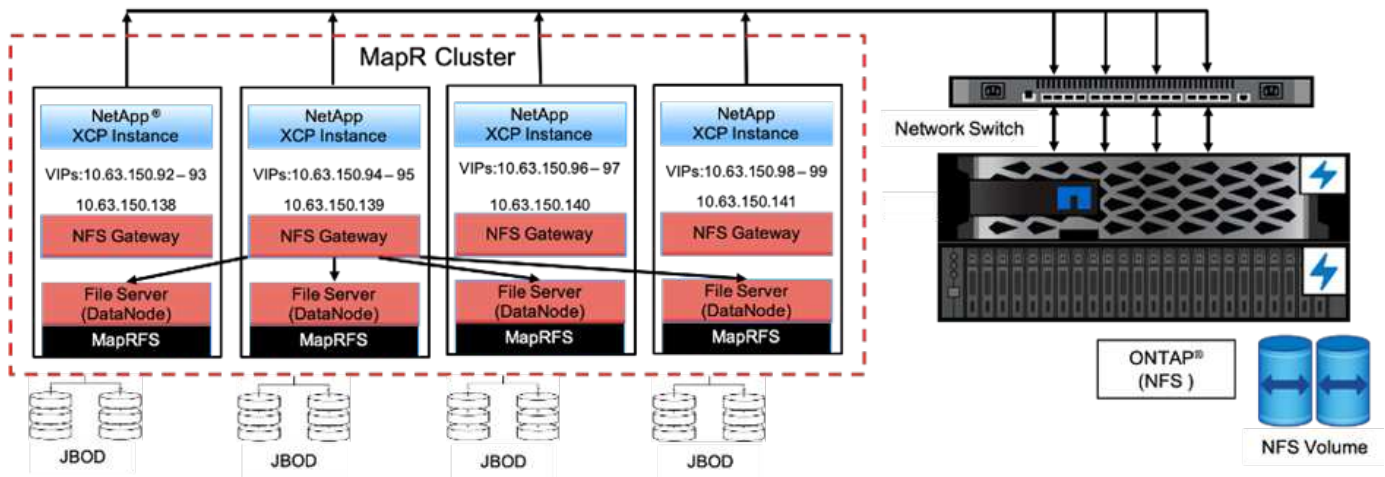 MapR Cluster
NetApp®
XCP Instance
VIPs:10.63.150.92–93
10.63.150.138
NFS Gateway
File Server
(DataNode)
MapRFS
JBOD
NetApp
XCP Instance
VIPs:10.63.150.94–95
10.63.150.139
NFS Gateway
File Server
(DataNode)
MapRFS
JBOD
NetApp
XCP Instance
VIPs:10.63.150.96–97
10.63.150.140
NFS Gateway
File Server
(DataNode)
MapRFS
JBOD
NetApp
XCP Instance
VIPs:10.63.150.98–99
10.63.150.141
NFS Gateway
File Server
(DataNode)
MapRFS
JBOD
Network Switch
ONTAP®
(NFS )
NFS Volume